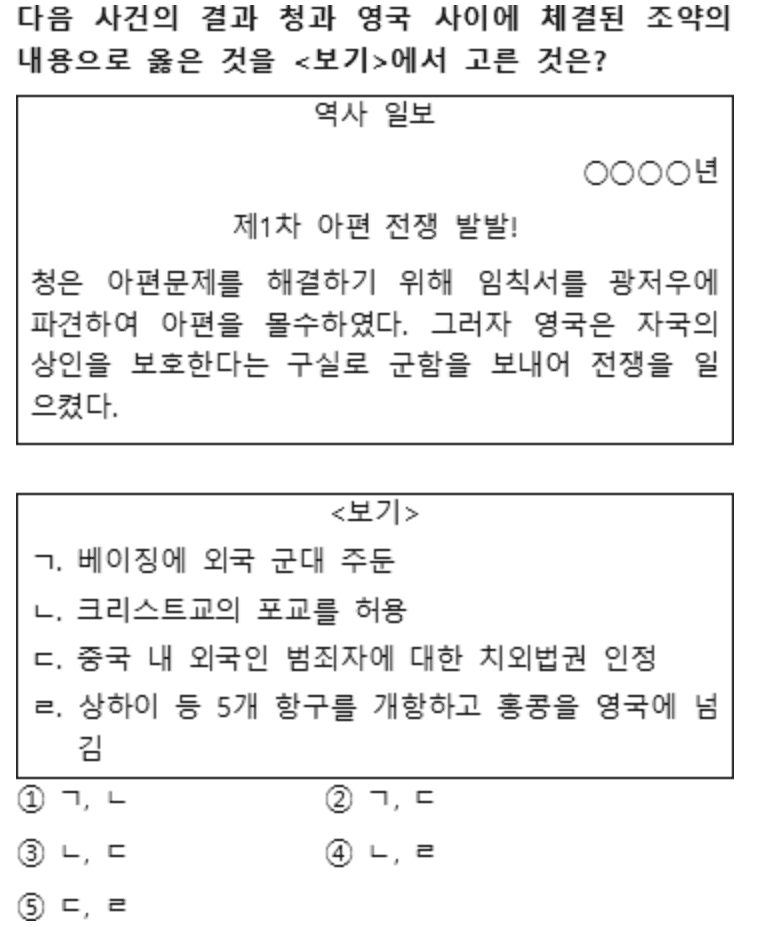 다음 사건의 결과 청과 영국 사이에 체결된 조약의
내용으로 옳은 것을 <보기>에서 고른 것은?
역사 일보
○○○○년
제1차 아편 전쟁 발발!
청은 아편문제를 해결하기 위해 임칙서를 광저우에
파견하여 아편을 몰수하였다. 그러자 영국은 자국의
상인을 보호한다는 구실로 군함을 보내어 전쟁을 일
으켰다.
<보기>
ㄱ. 베이징에 외국 군대 주둔
ㄴ. 크리스트교의 포교를 허용
ㄷ. 중국 내 외국인 범죄자에 대한 치외법권 인정
ㄹ. 상하이 등 5개 항구를 개항하고 홍콩을 영국에 넘
김
① ㄱ, ㄴ ② ㄱ, ㄷ
③ ㄴ, ㄷ ④ ㄴ, ㄹ
⑤ ㄷ, ㄹ